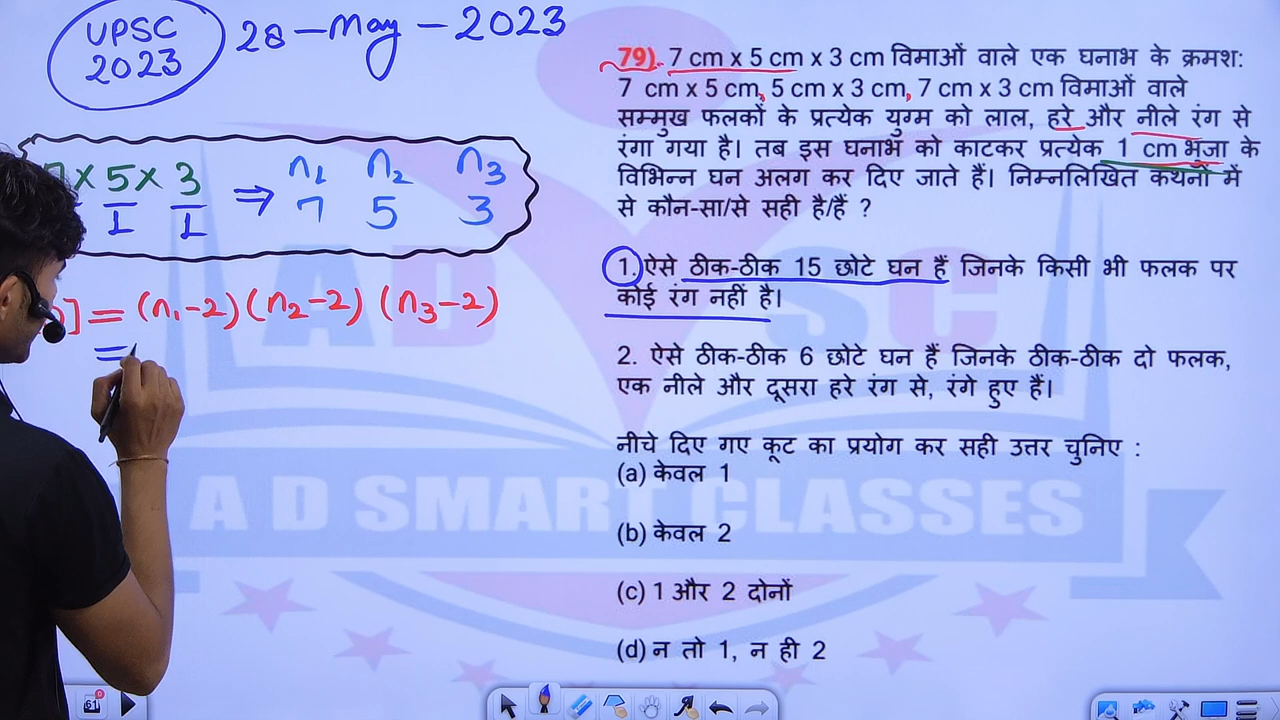 UPSC
2023
28-May-2023
79). 7 cm x 5 cm x 3 cm विमाओं वाले एक घनाभ के क्रमश:
7 cm x 5 cm, 5 cm x 3 cm, 7 cm x 3 cm विमाओं वाले
सम्मुख फलकों के प्रत्येक युग्म को लाल, हरे और नीले रंग से
रंगा गया है। तब इस घनाभ को काटकर प्रत्येक 1 cm भुजा के
विभिन्न घन अलग कर दिए जाते हैं। निम्नलिखित कथनों में
से कौन-सा/से सही है/हैं ?
1. ऐसे ठीक-ठीक 15 छोटे घन हैं जिनके किसी भी फलक पर
कोई रंग नहीं है।
2. ऐसे ठीक-ठीक 6 छोटे घन हैं जिनके ठीक-ठीक दो फलक,
एक नीले और दूसरा हरे रंग से, रंगे हुए हैं।
नीचे दिए गए कूट का प्रयोग कर सही उत्तर चुनिए :
(a) केवल 1
(b) केवल 2
(c) 1 और 2 दोनों
(d) न तो 1, न ही 2
x 5 x 3 ⇒ n1 n2 n3
1 1 7 5 3
] = (n1-2) (n2-2) (n3-2)
=
A D SMART CLASSES
61